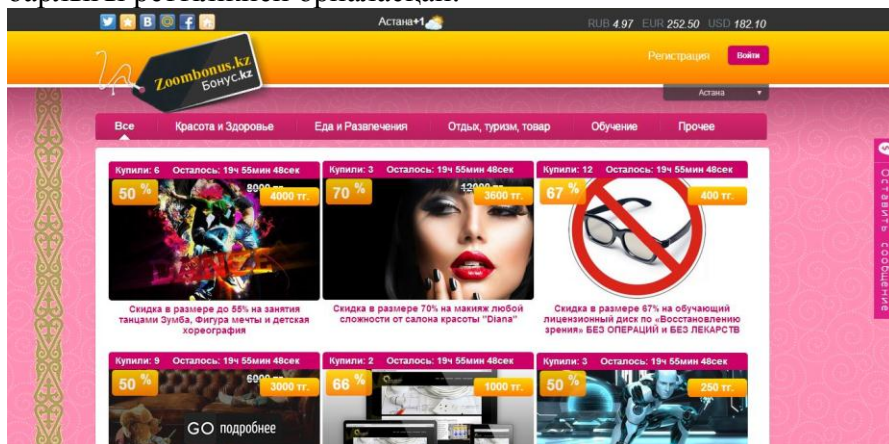 Астана+1
RUB 4.97 EUR 252.50 USD 182.10
Zoombonus.kz
Бонус.kz
Регистрация Войти
Астана
Все Красота и Здоровье Еда и Развлечения Отдых, туризм, товар Обучение Прочее
Оставить сообщение
Купили: 6 Осталось: 19ч 55мин 48сек
50 %
8000 тг.
4000 тг.
Скидка в размере до 55% на занятия
танцами Зумба, Фигура мечты и детская
хореография
Купили: 3 Осталось: 19ч 55мин 48сек
70 %
12000
3600 тг.
Скидка в размере 70% на макияж любой
сложности от салона красоты "Diana"
Купили: 12 Осталось: 19ч 55мин 48сек
67 %
400 тг.
Скидка в размере 67% на обучающий
лицензионный диск по «Восстановлению
зрения» БЕЗ ОПЕРАЦИЙ и БЕЗ ЛЕКАРСТВ
Купили: 9 Осталось: 19ч 55мин 48сек
50 %
6000
3000 тг.
GO подробнее
Купили: 2 Осталось: 19ч 55мин 48сек
66 %
1000 тг.
Купили: 3 Осталось: 19ч 55мин 48сек
50 %
250 тг.